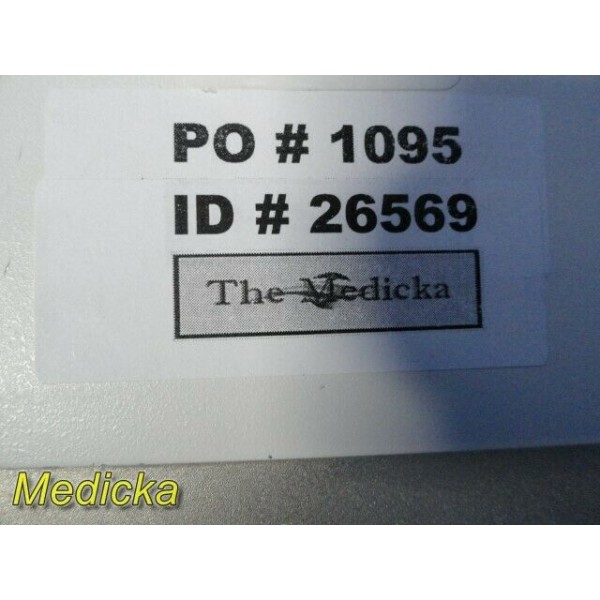 PO # 1095
ID # 26569
The Medicka
Medicka